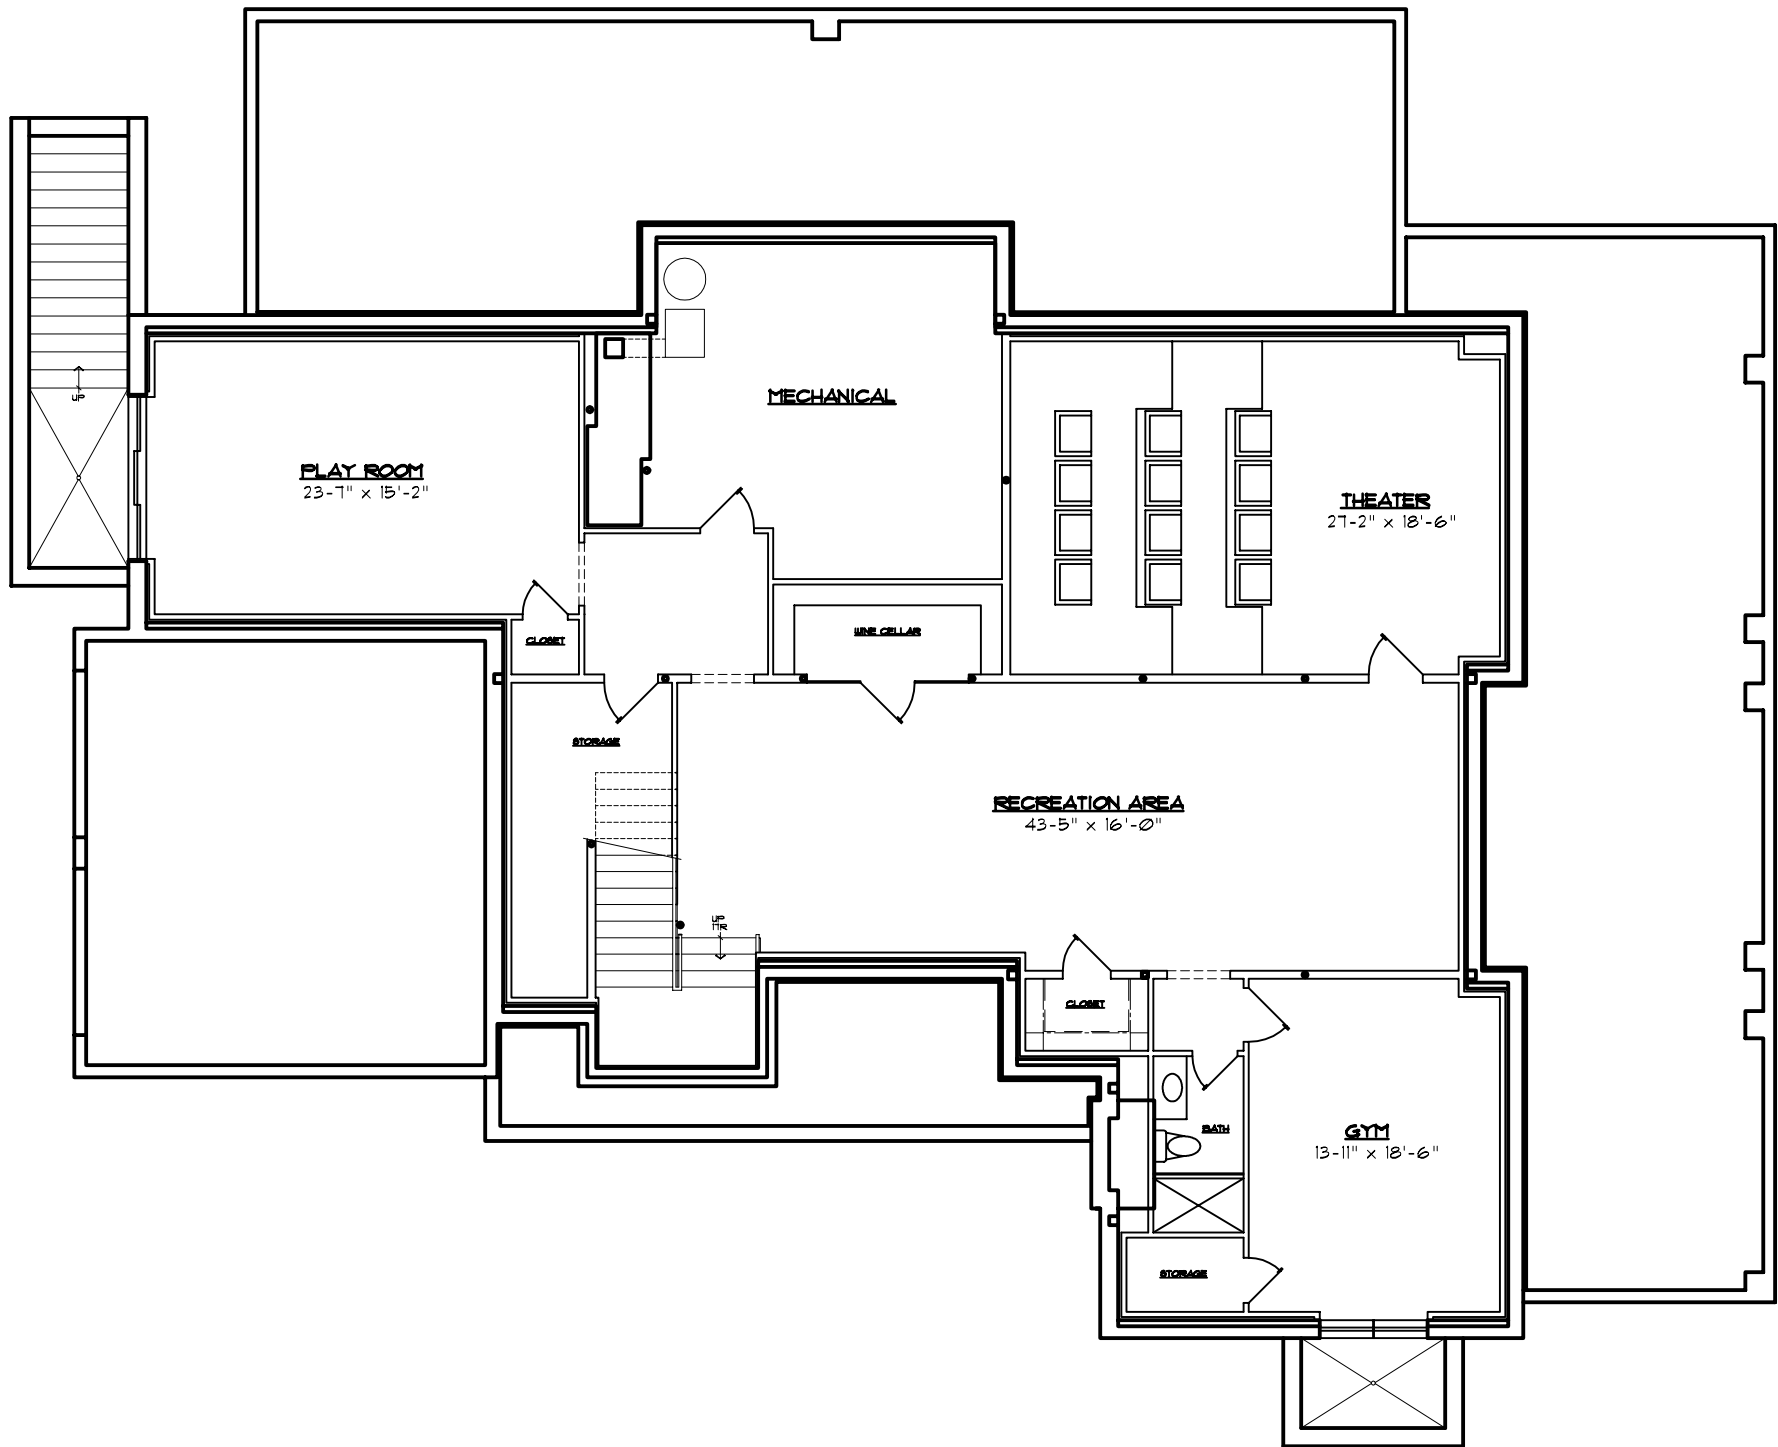 UP
MECHANICAL
PLAY ROOM
23'-7" x 15'-2"
THEATER
27'-2" x 18'-6"
CLOSET
WINE CELLAR
STORAGE
RECREATION AREA
43'-5" x 16'-0"
UP
17R
CLOSET
BATH
GYM
13'-11" x 18'-6"
STORAGE